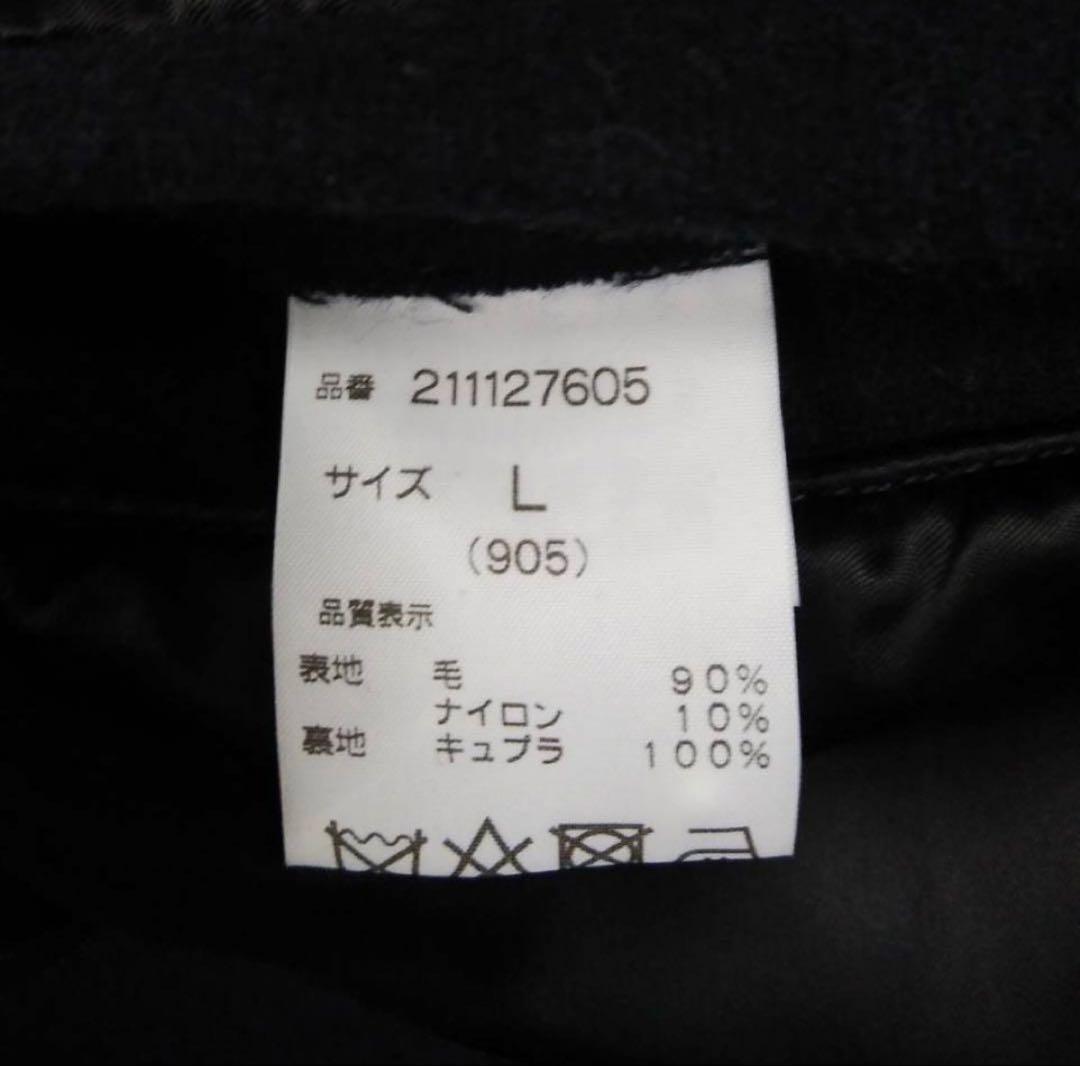 品番 211127605
サイズ L
(905)
品質表示
表地 毛 90%
ナイロン 10%
裏地 キュプラ 100%